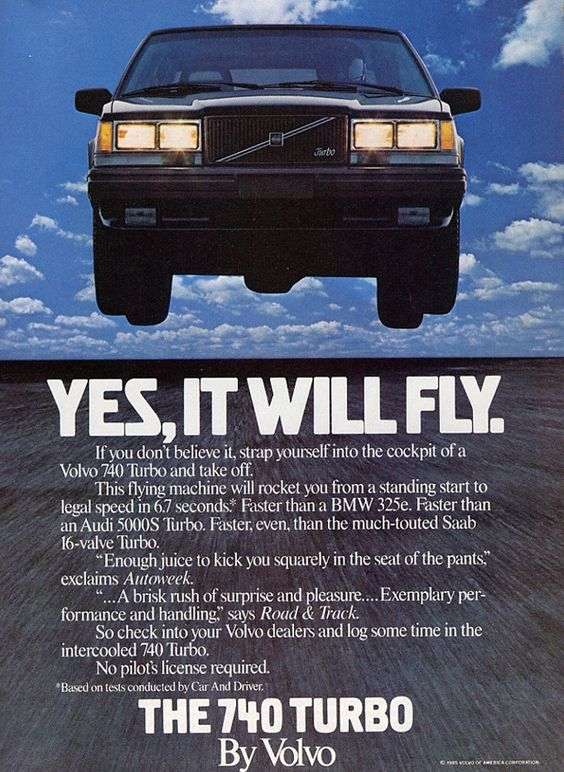 Turbo
YES, IT WILL FLY.
If you don't believe it, strap yourself into the cockpit of a
Volvo 740 Turbo and take off.
This flying machine will rocket you from a standing start to
legal speed in 6.7 seconds.* Faster than a BMW 325e. Faster than
an Audi 5000S Turbo. Faster, even, than the much-touted Saab
16-valve Turbo.
"Enough juice to kick you squarely in the seat of the pants,"
exclaims Autoweek.
"...A brisk rush of surprise and pleasure.... Exemplary per-
formance and handling," says Road & Track.
So check into your Volvo dealers and log some time in the
intercooled 740 Turbo.
No pilot's license required.
*Based on tests conducted by Car And Driver.
THE 740 TURBO
By Volvo
© 1985 VOLVO OF AMERICA CORPORATION